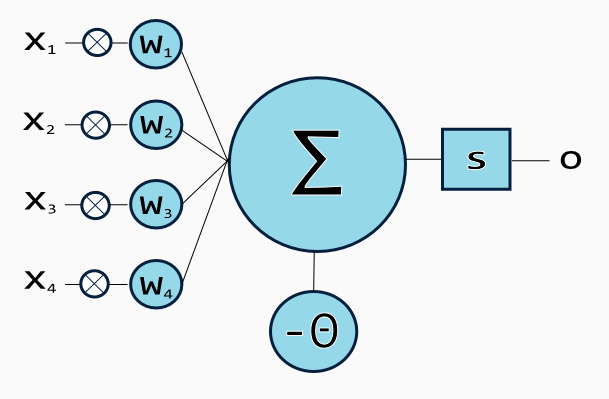 x₁ w₁
x₂ w₂
x₃ w₃
x₄ w₄
Σ
s
o
-Θ